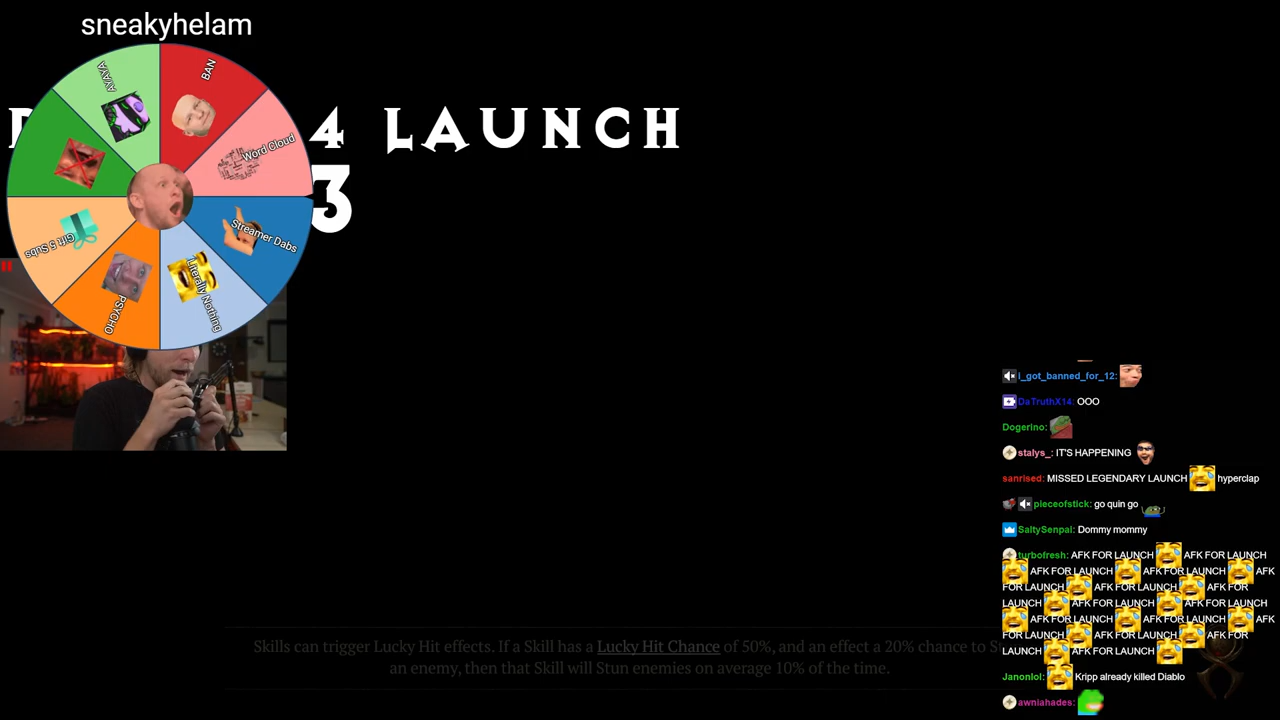 sneakyhelam
AYAYA
BAN
Word Cloud
Streamer Dabs
Literally Nothing
PSYCHO
Gift 5 Subs
4 LAUNCH
3
i_got_banned_for_12:
DaTruthX14: OOO
Dogerino:
stalys_: IT'S HAPPENING
sanrised: MISSED LEGENDARY LAUNCH hyperclap
pieceofstick: go quin go
SaltySenpai: Dommy mommy
turbofresh: AFK FOR LAUNCH AFK FOR LAUNCH
AFK FOR LAUNCH AFK FOR LAUNCH AFK
FOR LAUNCH AFK FOR LAUNCH AFK FOR
LAUNCH AFK FOR LAUNCH AFK FOR LAUNCH
AFK FOR LAUNCH AFK FOR LAUNCH AFK
FOR LAUNCH AFK FOR LAUNCH AFK FOR
LAUNCH AFK FOR LAUNCH
Janonlol: Kripp already killed Diablo
awniahades:
Skills can trigger Lucky Hit effects. If a Skill has a Lucky Hit Chance of 50%, and an effect a 20% chance to
an enemy, then that Skill will Stun enemies on average 10% of the time.